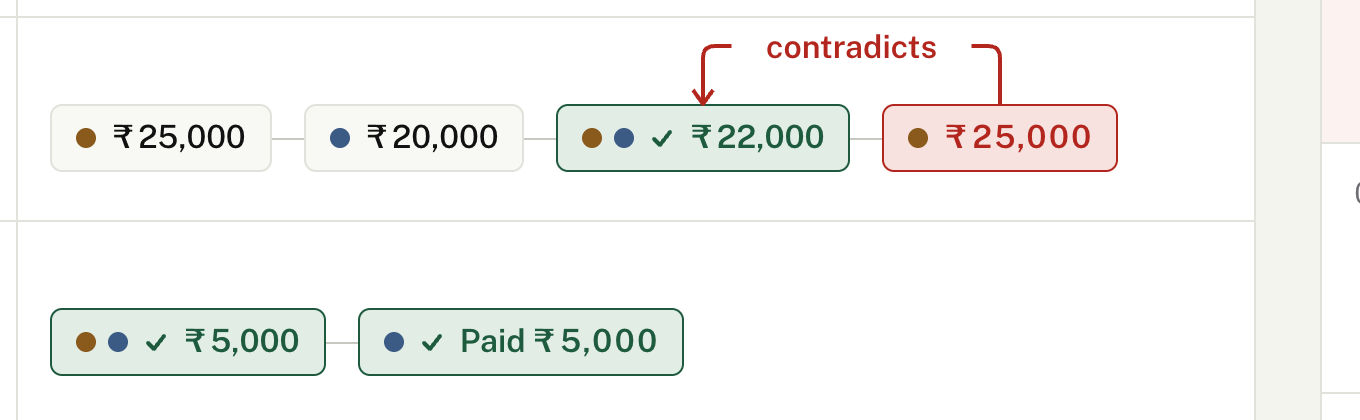 contradicts
₹25,000 ₹20,000 ✓ ₹22,000 ₹25,000
✓ ₹5,000 ✓ Paid ₹5,000